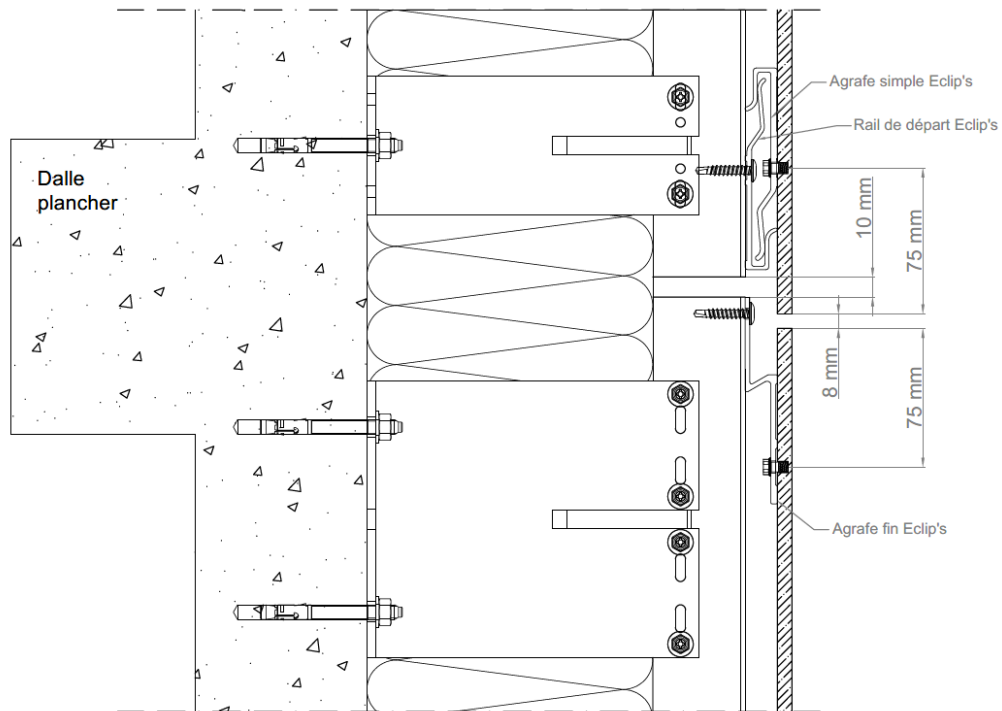 Agrafe simple Eclip's
Rail de départ Eclip's
Dalle
plancher
10 mm
75 mm
8 mm
75 mm
Agrafe fin Eclip's